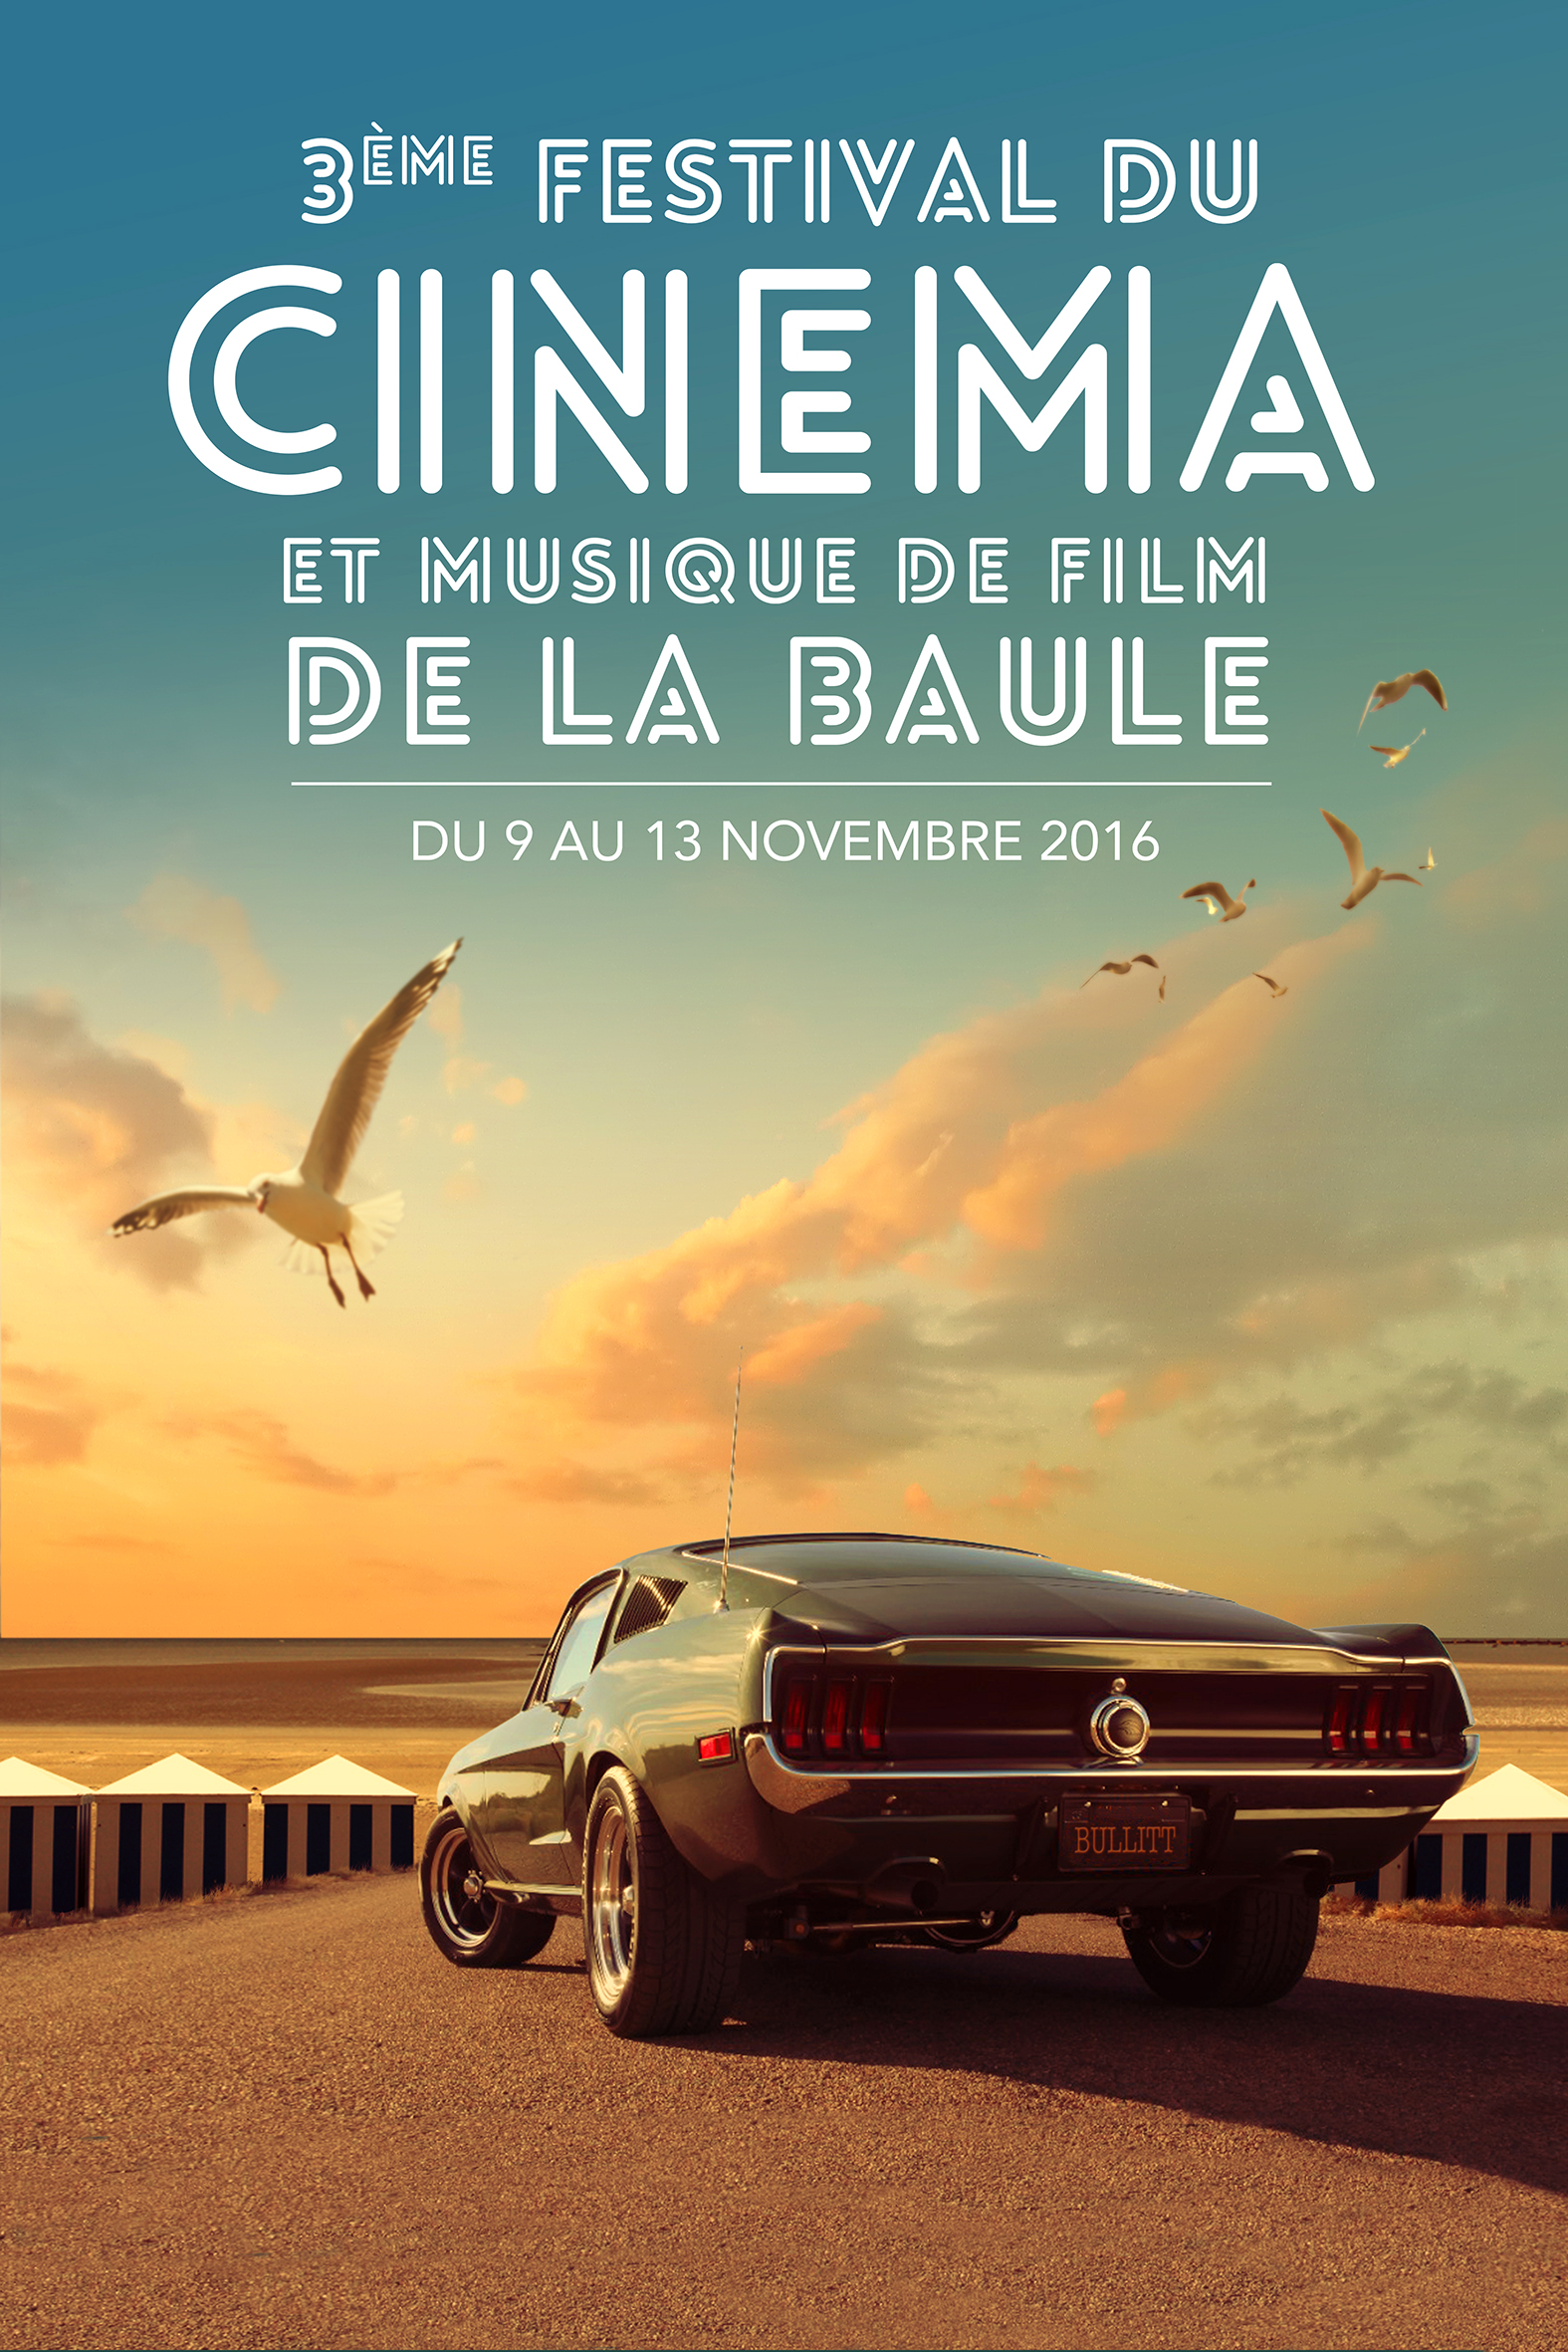 3ÈME FESTIVAL DU
CINEMA
ET MUSIQUE DE FILM
DE LA BAULE
DU 9 AU 13 NOVEMBRE 2016
BULLITT